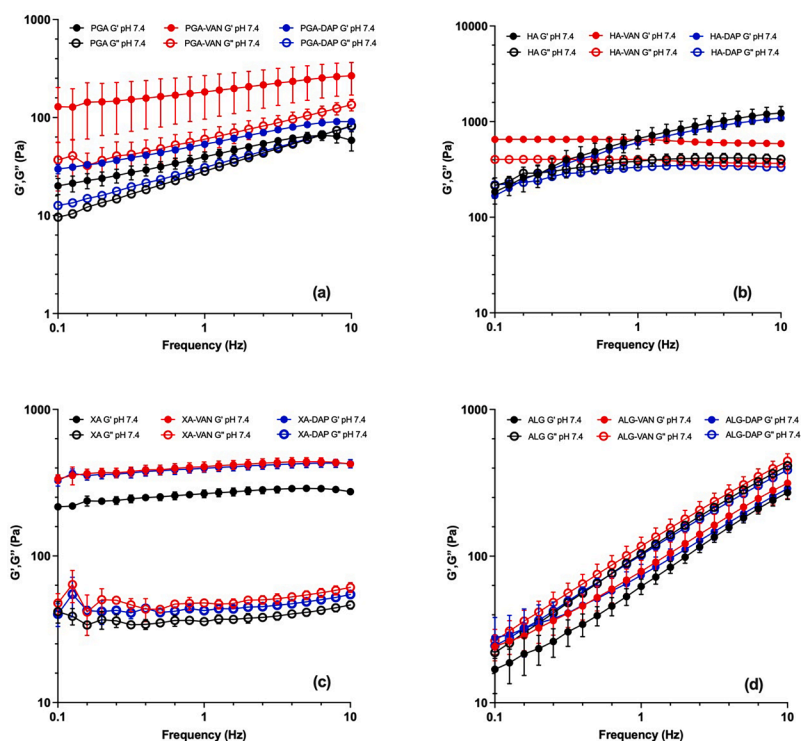 PGA G' pH 7.4 PGA-VAN G' pH 7.4 PGA-DAP G' pH 7.4
PGA G'' pH 7.4 PGA-VAN G'' pH 7.4 PGA-DAP G'' pH 7.4
1000
100
10
1
G',G'' (Pa)
(a)
0.1 1 10
Frequency (Hz)
HA G' pH 7.4 HA-VAN G' pH 7.4 HA-DAP G' pH 7.4
HA G'' pH 7.4 HA-VAN G'' pH 7.4 HA-DAP G'' pH 7.4
10000
1000
100
10
G',G'' (Pa)
(b)
0.1 1 10
Frequency (Hz)
XA G' pH 7.4 XA-VAN G' pH 7.4 XA-DAP G' pH 7.4
XA G'' pH 7.4 XA-VAN G'' pH 7.4 XA-DAP G'' pH 7.4
1000
100
10
G',G'' (Pa)
(c)
0.1 1 10
Frequency (Hz)
ALG G' pH 7.4 ALG-VAN G' pH 7.4 ALG-DAP G' pH 7.4
ALG G'' pH 7.4 ALG-VAN G'' pH 7.4 ALG-DAP G'' pH 7.4
1000
100
10
G',G'' (Pa)
(d)
0.1 1 10
Frequency (Hz)